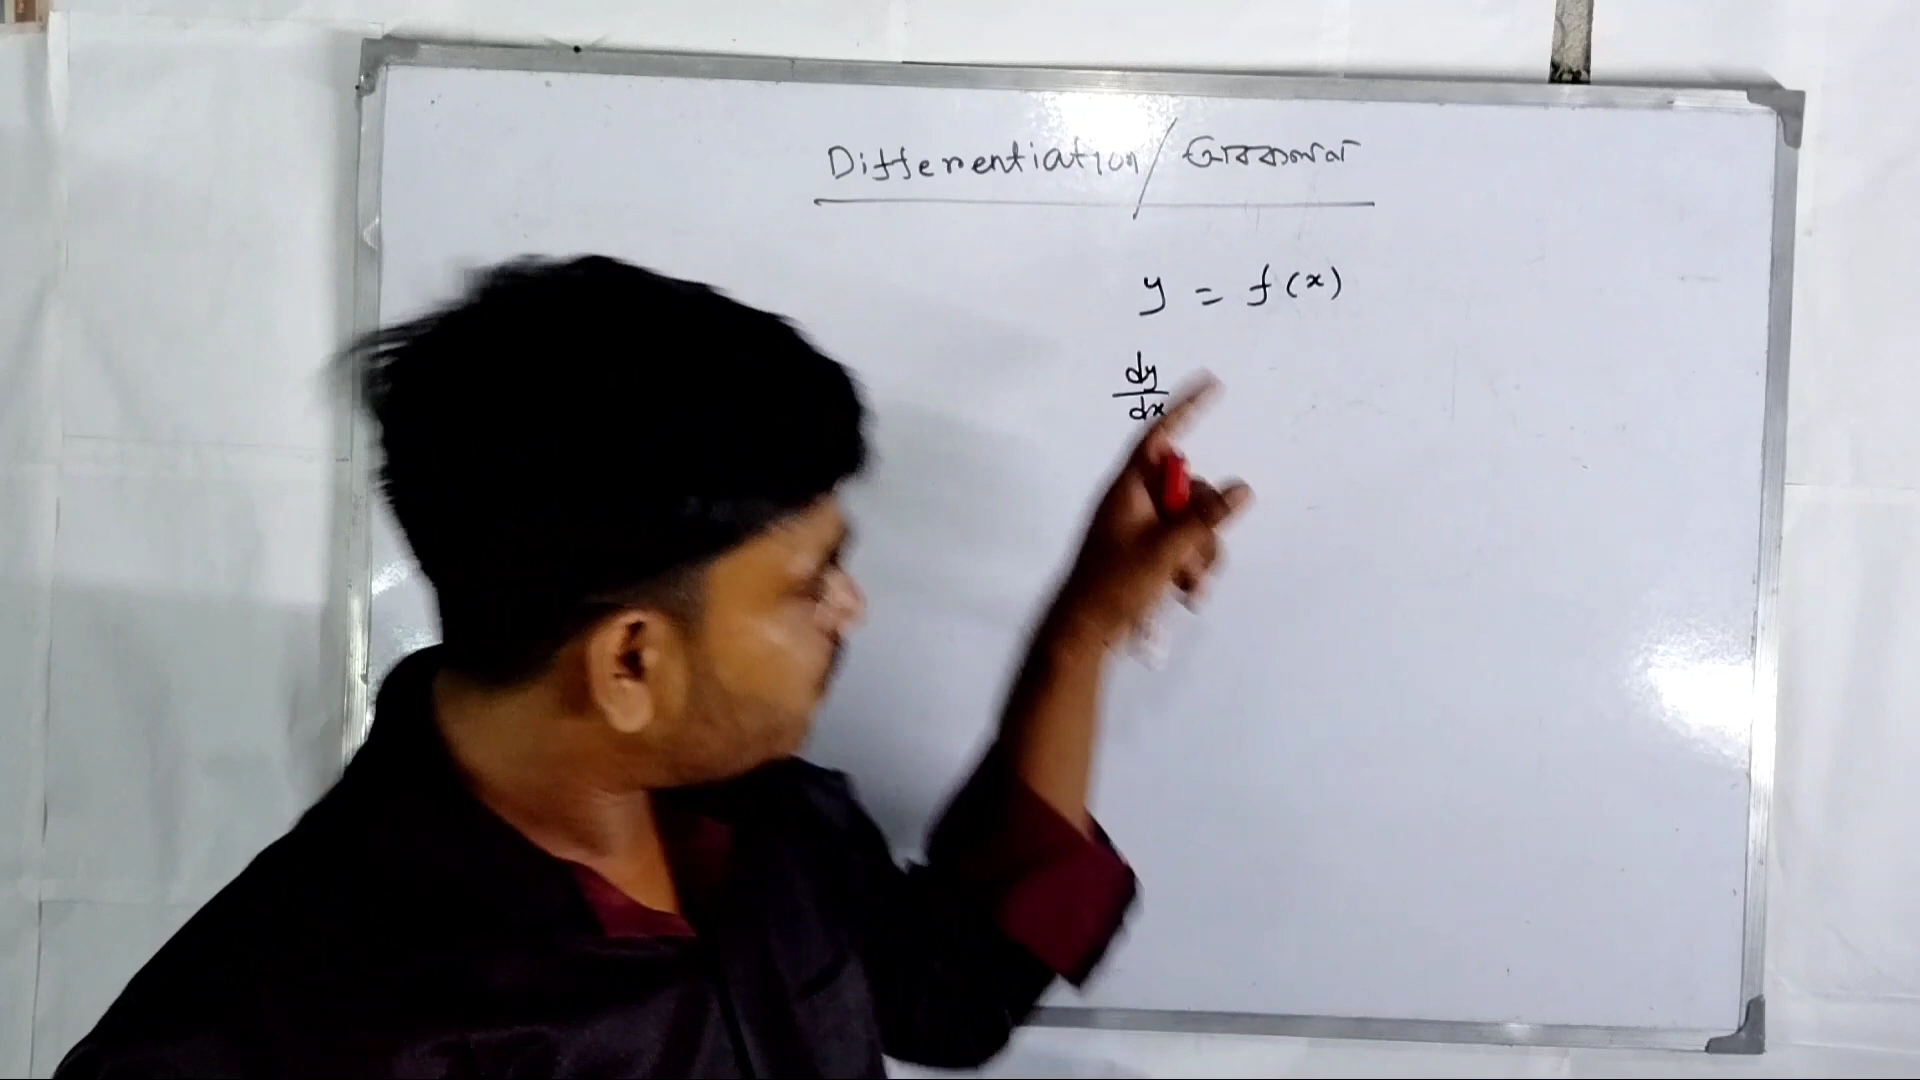 Differentiation / অবকলন
y = f(x)
dy
dx